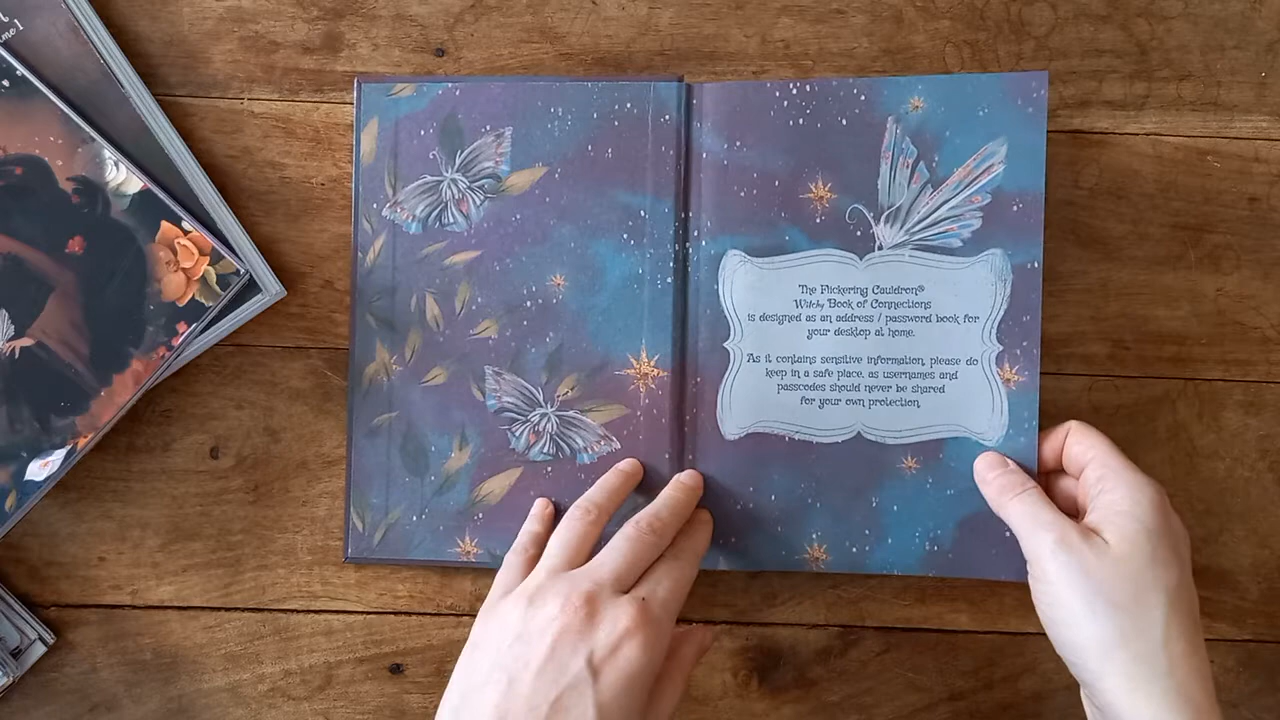 The Flickering Cauldron®
Witchy Book of Connections
is designed as an address / password book for
your desktop at home.
As it contains sensitive information, please do
keep in a safe place, as usernames and
passcodes should never be shared
for your own protection.